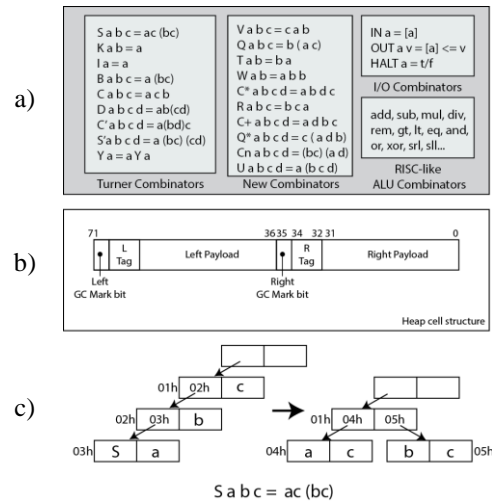 a)
S a b c = ac (bc)
K ab = a
I a = a
B a b c = a (bc)
C a b c = a c b
D a b c d = ab(cd)
C' a b c d = a(bd)c
S'a b c d = a (bc) (cd)
Y a = a Y a
Turner Combinators
V a b c = c a b
Q a b c = b (a c)
T a b = b a
W a b = a b b
C* a b c d = a b d c
R a b c = b c a
C+ a b c d = a d b c
Q* a b c d = c ( a d b)
Cn a b c d = (bc) (a d)
U a b c d = a (b c d)
New Combinators
IN a = [a]
OUT a v = [a] <= v
HALT a = t/f
I/O Combinators
add, sub, mul, div,
rem, gt, lt, eq, and,
or, xor, srl, sll...
RISC-like
ALU Combinators
b)
71 36 35 34 32 31 0
L
Tag
Left Payload
R
Tag
Right Payload
Left
GC Mark bit
Right
GC Mark bit
Heap cell structure
c)
01h 02h c
02h 03h b
03h S a
01h 04h 05h
04h a c
b c 05h
S a b c = ac (bc)